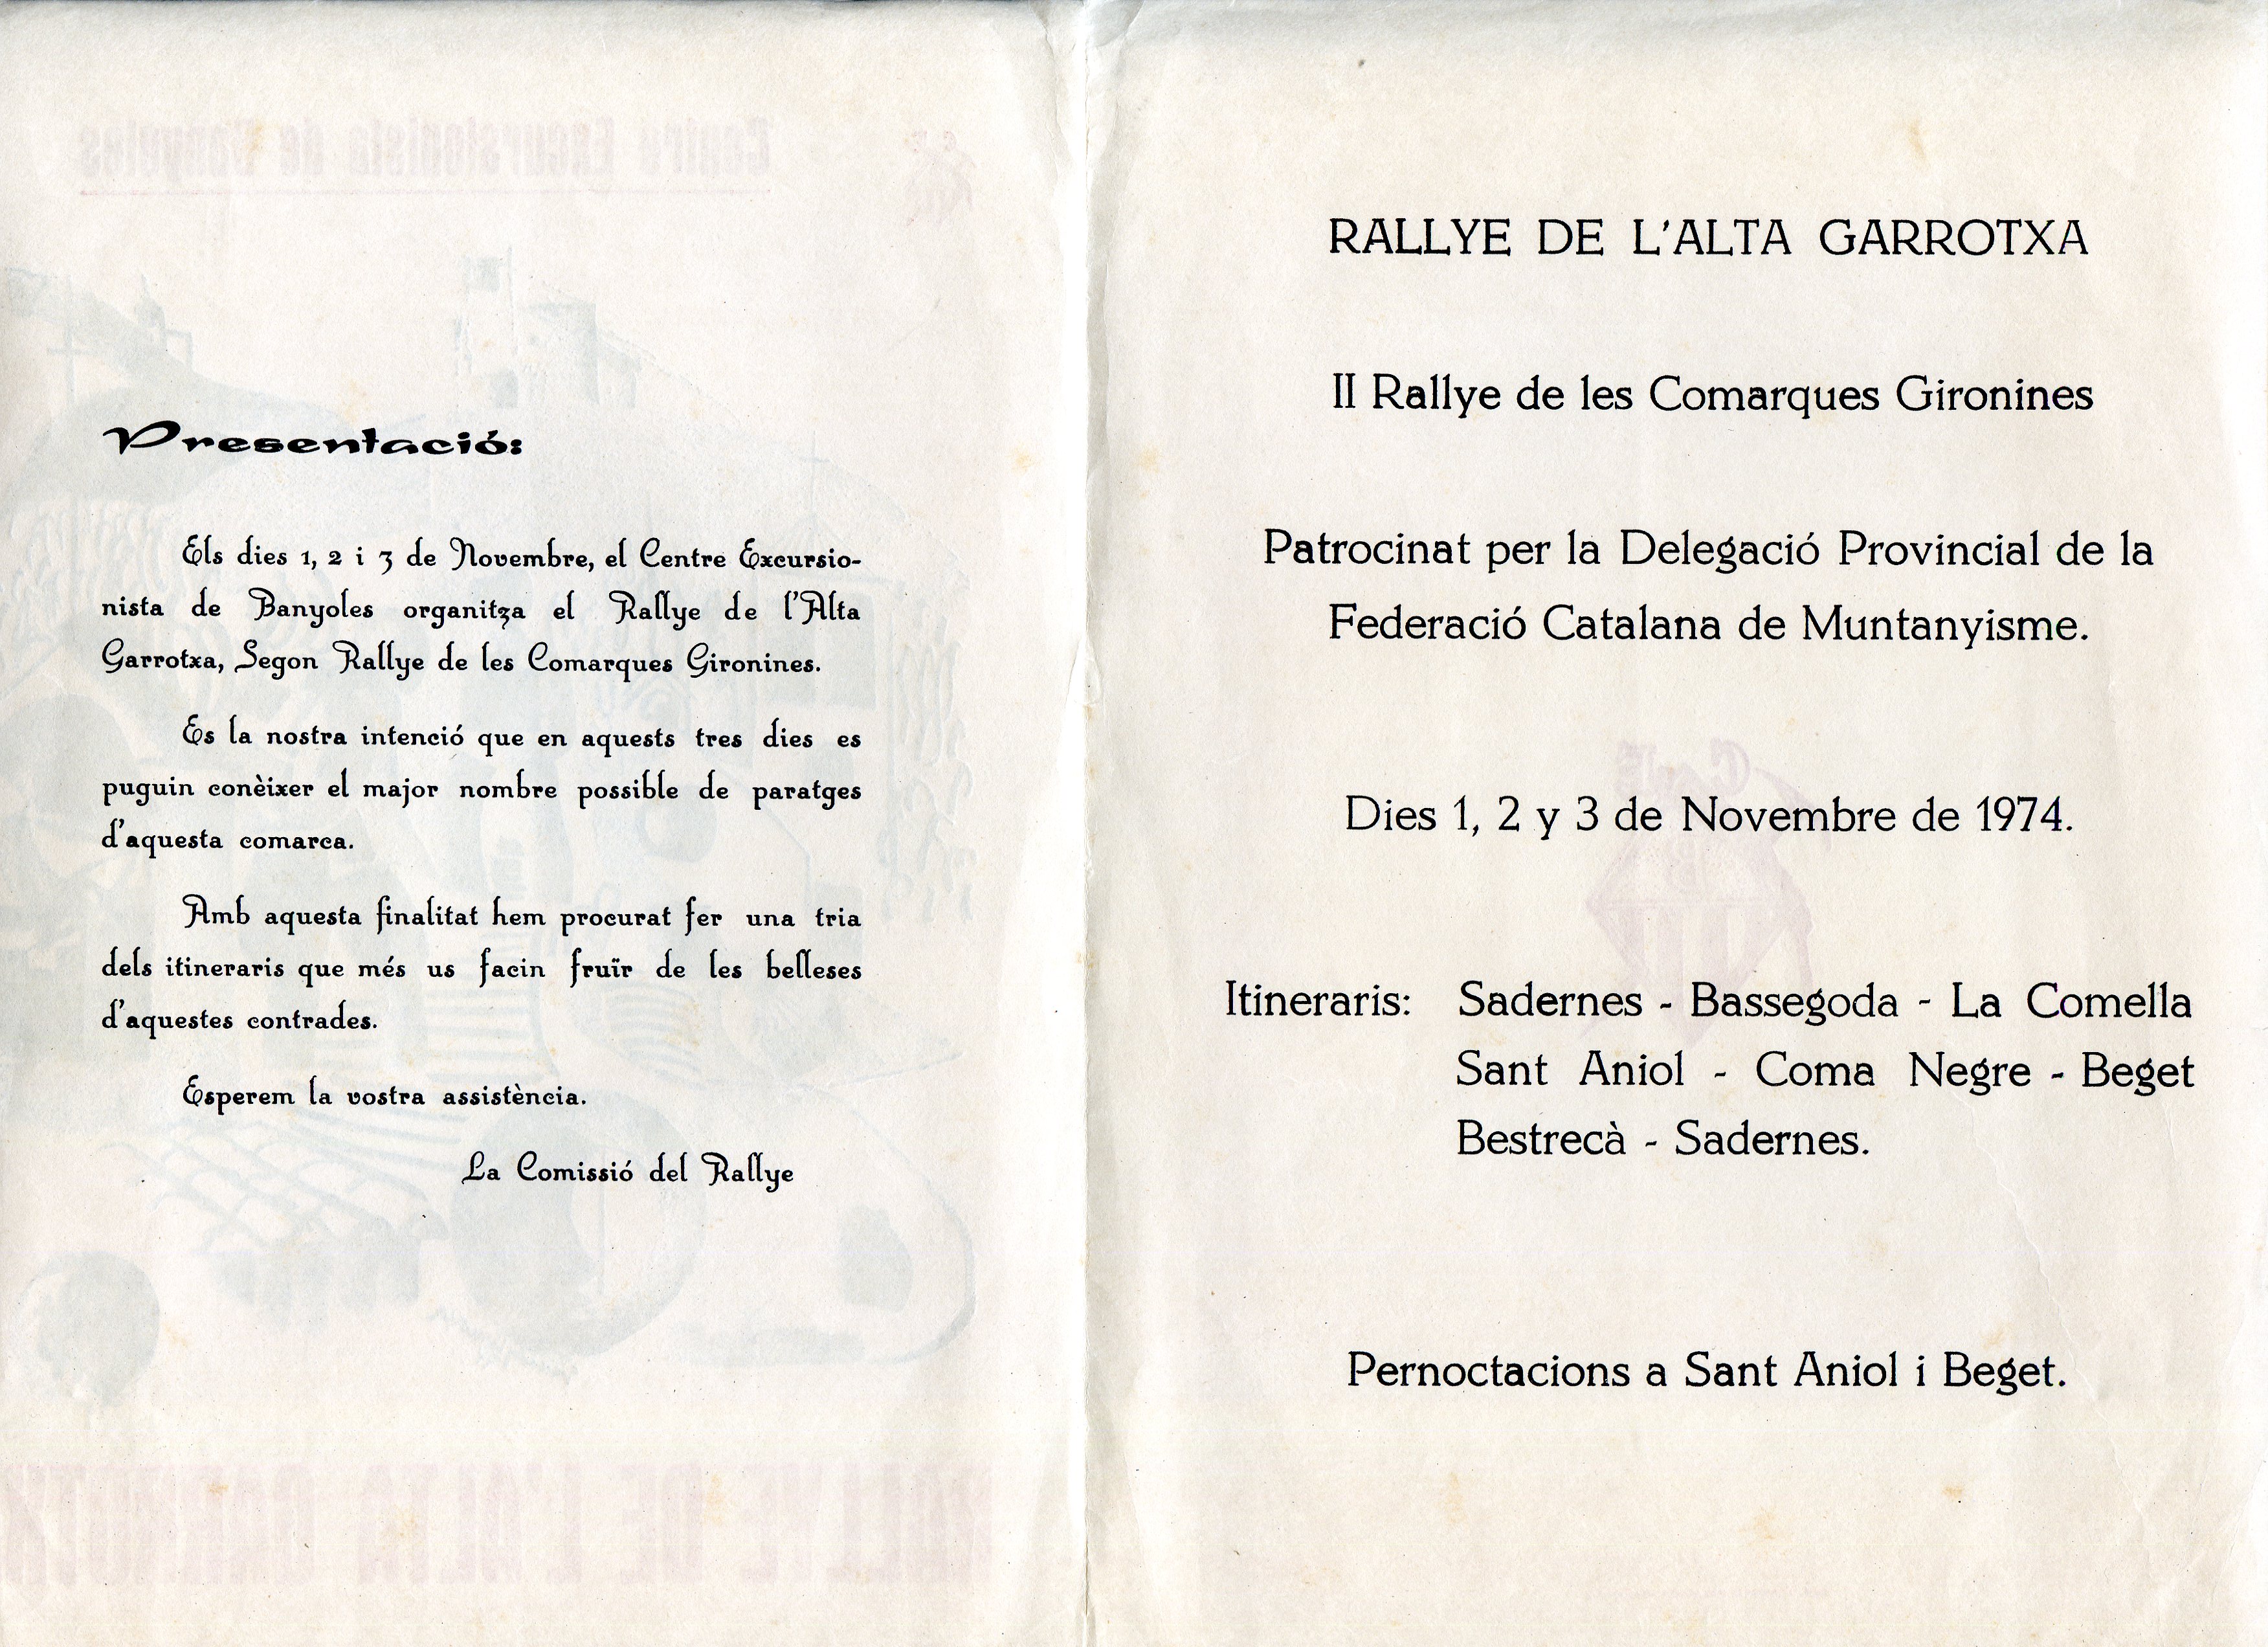 Presentació:
Els dies 1, 2 i 3 de Novembre, el Centre Excursio-
nista de Banyoles organitza el Rallye de l'Alta
Garrotxa, Segon Rallye de les Comarques Gironines.
Es la nostra intenció que en aquests tres dies es
puguin conèixer el major nombre possible de paratges
d'aquesta comarca.
Amb aquesta finalitat hem procurat fer una tria
dels itineraris que més us facin fruïr de les belleses
d'aquestes contrades.
Esperem la vostra assistència.
La Comissió del Rallye
RALLYE DE L'ALTA GARROTXA
II Rallye de les Comarques Gironines
Patrocinat per la Delegació Provincial de la
Federació Catalana de Muntanyisme.
Dies 1, 2 y 3 de Novembre de 1974.
Itineraris: Sadernes - Bassegoda - La Comella
Sant Aniol - Coma Negre - Beget
Bestrecà - Sadernes.
Pernoctacions a Sant Aniol i Beget.